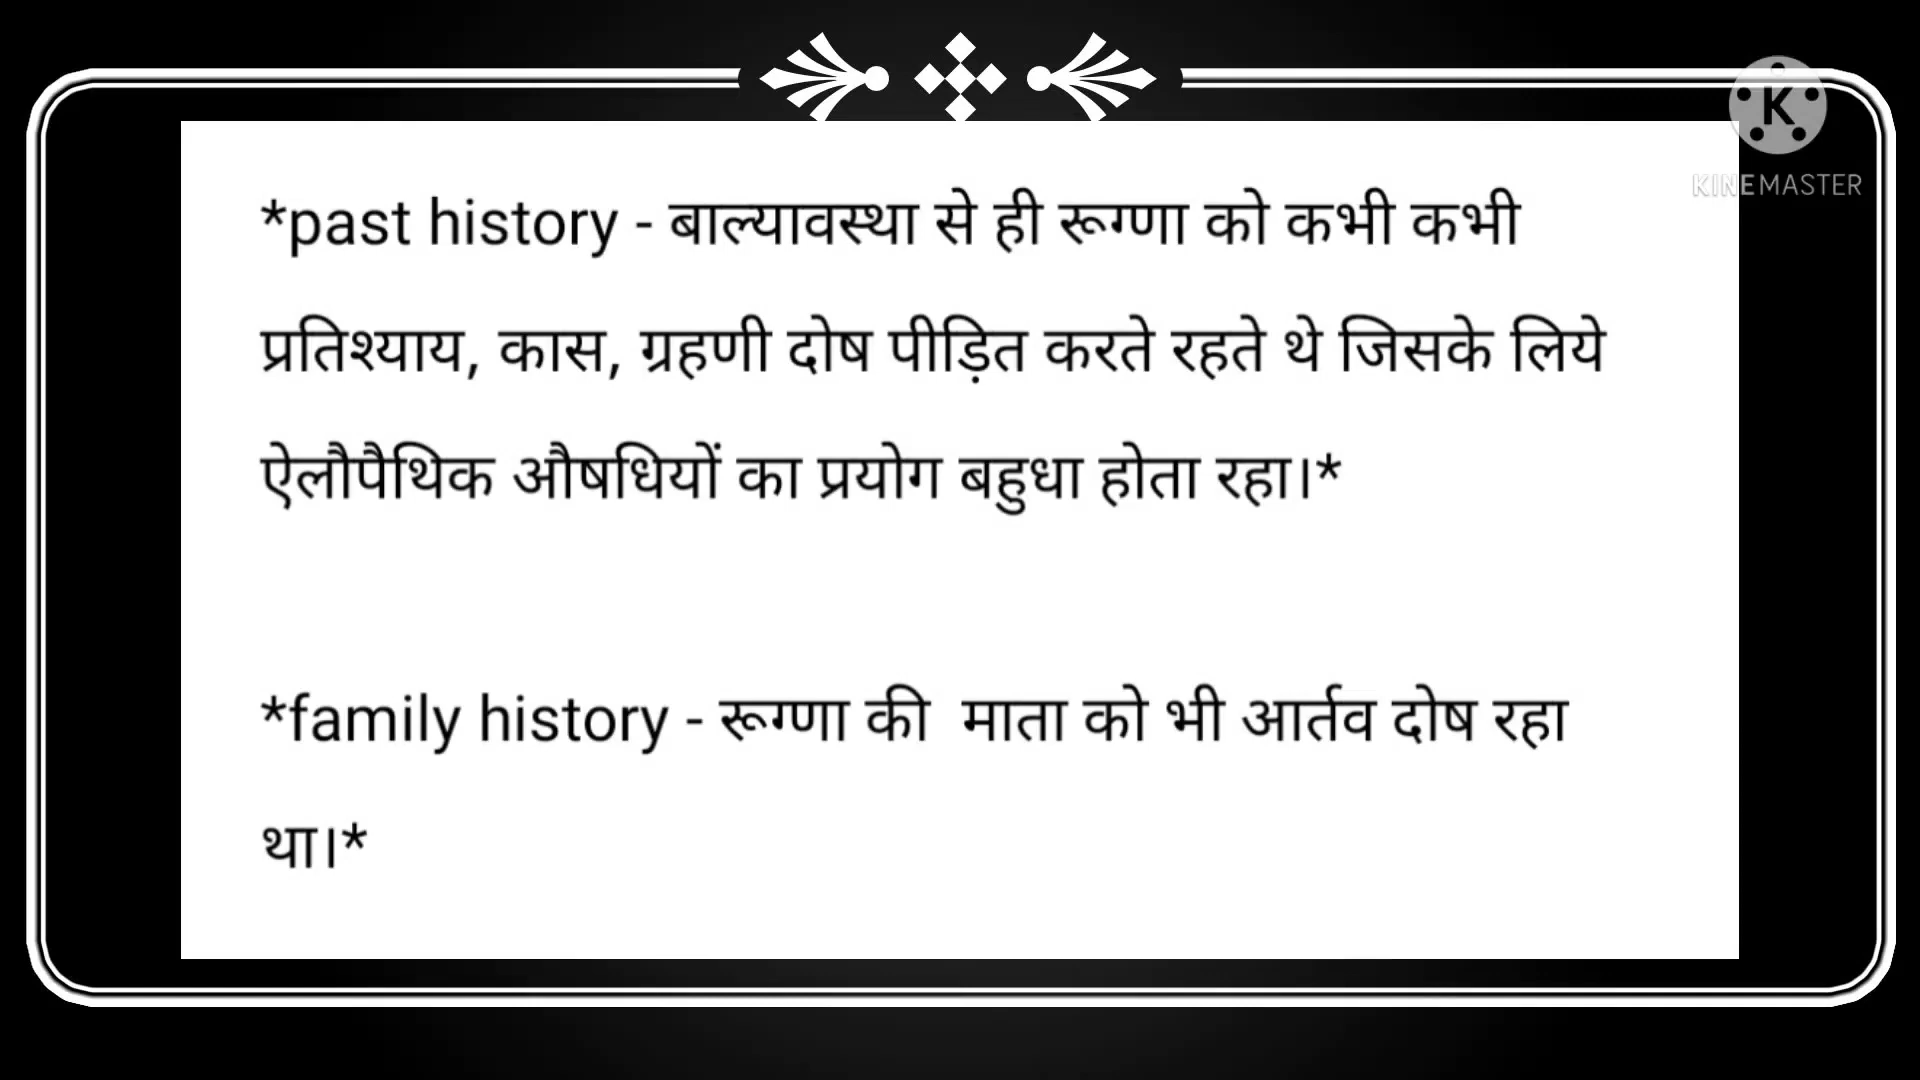 *past history - बाल्यावस्था से ही रूग्णा को कभी कभी
प्रतिश्याय, कास, ग्रहणी दोष पीड़ित करते रहते थे जिसके लिये
ऐलौपैथिक औषधियों का प्रयोग बहुधा होता रहा।*
*family history - रूग्णा की  माता को भी आर्तव दोष रहा
था।*
K
KINEMASTER